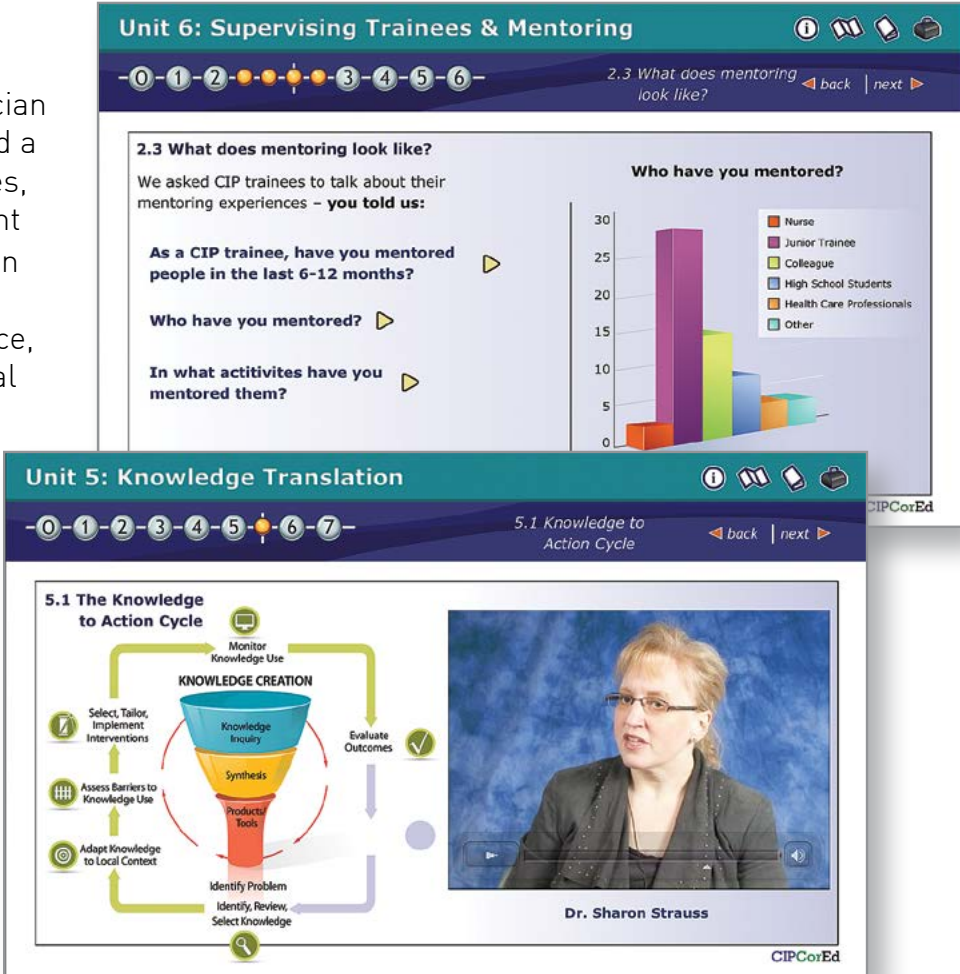 cian
d a
es,
nt
n
ce,
al
Unit 6: Supervising Trainees & Mentoring
0 1 2 3 4 5 6
2.3 What does mentoring
look like?
back | next
2.3 What does mentoring look like?
We asked CIP trainees to talk about their
mentoring experiences – you told us:
As a CIP trainee, have you mentored
people in the last 6-12 months?
Who have you mentored?
In what actitivites have you
mentored them?
Who have you mentored?
30
25
20
15
10
5
0
Nurse
Junior Trainee
Colleague
High School Students
Health Care Professionals
Other
CIPCorEd
Unit 5: Knowledge Translation
0 1 2 3 4 5 6 7
5.1 Knowledge to
Action Cycle
back | next
5.1 The Knowledge
to Action Cycle
Monitor
Knowledge Use
KNOWLEDGE CREATION
Knowledge
Inquiry
Synthesis
Products/
Tools
Select, Tailor,
Implement
Interventions
Assess Barriers to
Knowledge Use
Adapt Knowledge
to Local Context
Evaluate
Outcomes
Identify Problem
Identify, Review,
Select Knowledge
Dr. Sharon Strauss
CIPCorEd